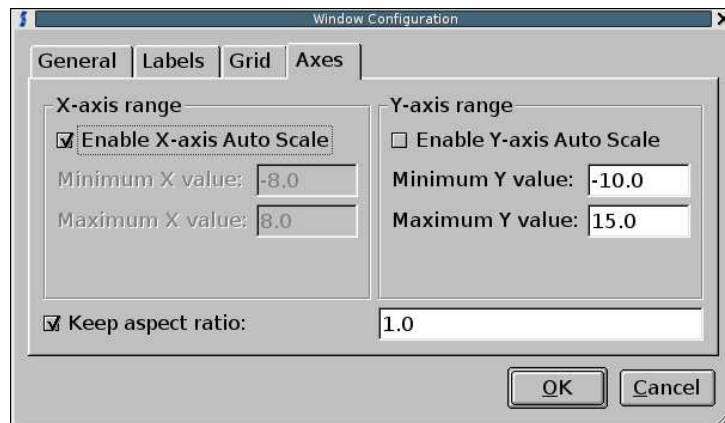 Window Configuration
General Labels Grid Axes
X-axis range
Enable X-axis Auto Scale
Minimum X value: -8.0
Maximum X value: 8.0
Y-axis range
Enable Y-axis Auto Scale
Minimum Y value: -10.0
Maximum Y value: 15.0
Keep aspect ratio: 1.0
OK Cancel